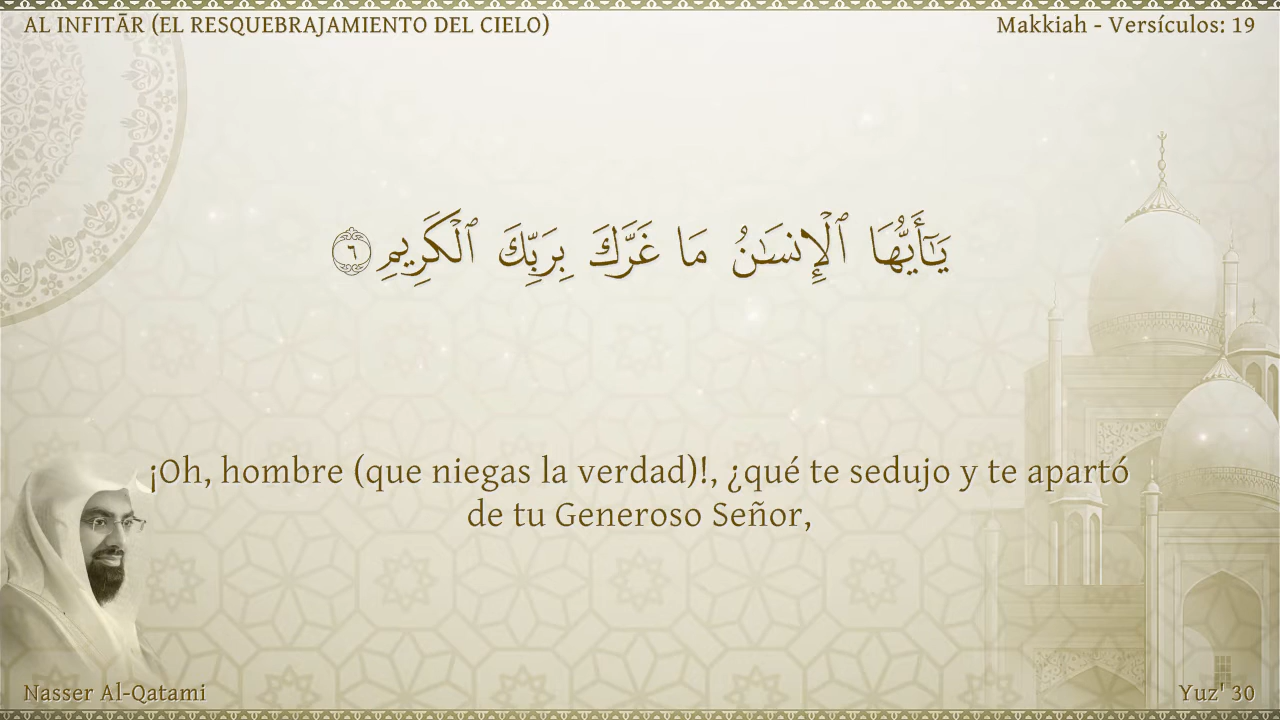 AL INFITĀR (EL RESQUEBRAJAMIENTO DEL CIELO)
Makkiah - Versículos: 19
يَـٰٓأَيُّهَا ٱلْإِنسَـٰنُ مَا غَرَّكَ بِرَبِّكَ ٱلْكَرِيمِ ٦
¡Oh, hombre (que niegas la verdad)!, ¿qué te sedujo y te apartó
de tu Generoso Señor,
Nasser Al-Qatami
Yuz' 30